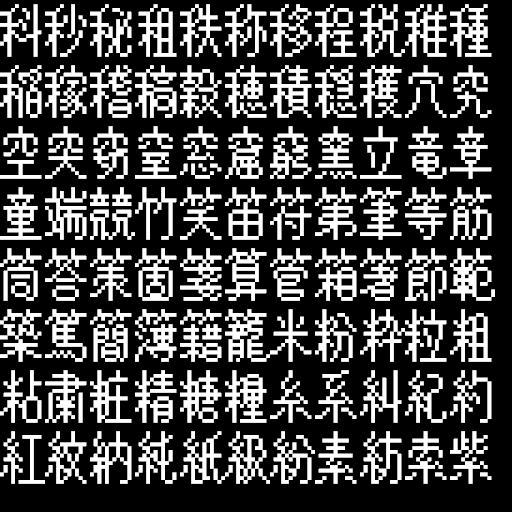 科秒秘租秩称移程税稚種
稲稼稽稿穀穂積穏穫穴究
空突窃窒窓窟窮窯立竜章
童端競竹笑笛符第筆等筋
筒答策箇箋算管箱箸節範
築篤簡簿籍籠米粉粋粒粗
粘粛粧精糖糧糸系糾紀約
紅紋納純紙級紛素紡索紫